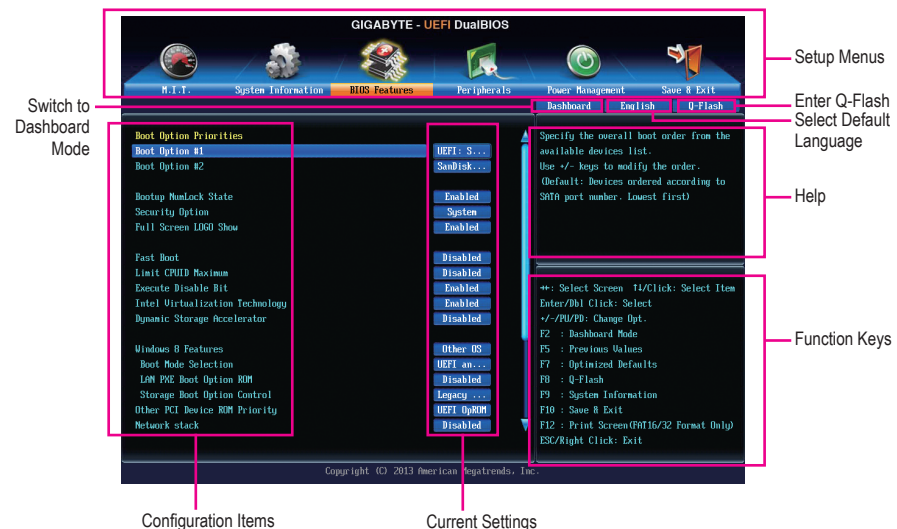 GIGABYTE - UEFI DualBIOS
Setup Menus
M.I.T.
System Information
BIOS Features
Peripherals
Power Management
Save & Exit
Switch to
Dashboard
Mode
Dashboard
English
Q-Flash
Enter Q-Flash
Select Default
Language
Boot Option Priorities
Boot Option #1 UEFI: S...
Boot Option #2 SanDisk...
Bootup NumLock State Enabled
Security Option System
Full Screen LOGO Show Enabled
Fast Boot Disabled
Limit CPUID Maximum Disabled
Execute Disable Bit Enabled
Intel Virtualization Technology Enabled
Dynamic Storage Accelerator Disabled
Windows 8 Features Other OS
Boot Mode Selection UEFI an...
LAN PXE Boot Option ROM Disabled
Storage Boot Option Control Legacy ...
Other PCI Device ROM Priority UEFI OpROM
Network stack Disabled
Specify the overall boot order from the
available devices list.
Use +/- keys to modify the order.
(Default: Devices ordered according to
SATA port number. Lowest first)
Help
→←: Select Screen ↑↓/Click: Select Item
Enter/Dbl Click: Select
+/-/PU/PD: Change Opt.
F2 : Dashboard Mode
F5 : Previous Values
F7 : Optimized Defaults
F8 : Q-Flash
F9 : System Information
F10 : Save & Exit
F12 : Print Screen(FAT16/32 Format Only)
ESC/Right Click: Exit
Function Keys
Copyright (C) 2013 American Megatrends, Inc.
Configuration Items
Current Settings